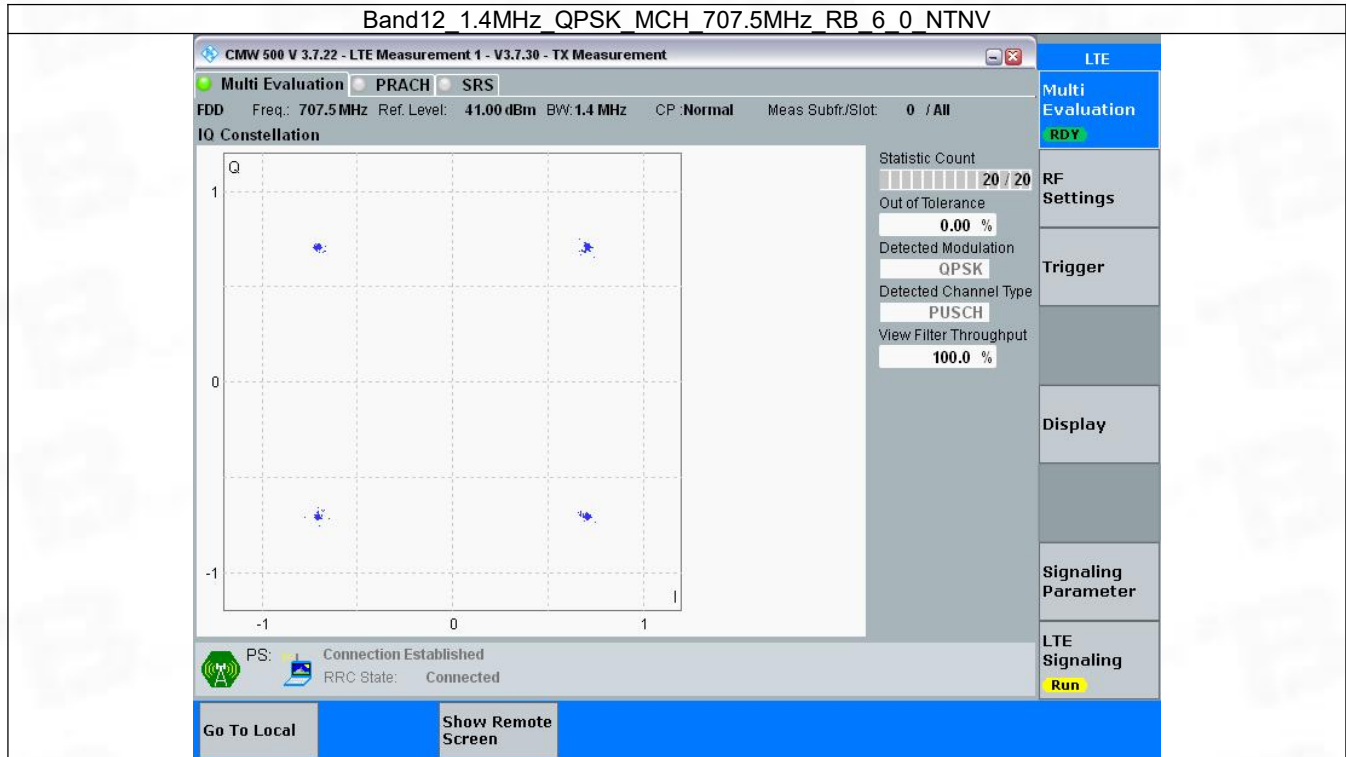 Band12_1.4MHz_QPSK_MCH_707.5MHz_RB_6_0_NTNV
CMW 500 V 3.7.22 - LTE Measurement 1 - V3.7.30 - TX Measurement
LTE
Multi Evaluation PRACH SRS
FDD Freq.: 707.5 MHz Ref. Level: 41.00 dBm BW: 1.4 MHz CP :Normal Meas Subfr./Slot: 0 / All
IQ Constellation
Q
1
0
-1
I
-1 0 1
Statistic Count
20 / 20
Out of Tolerance
0.00 %
Detected Modulation
QPSK
Detected Channel Type
PUSCH
View Filter Throughput
100.0 %
Multi
Evaluation
RDY
RF
Settings
Trigger
Display
Signaling
Parameter
LTE
Signaling
Run
PS: Connection Established
RRC State: Connected
Go To Local
Show Remote
Screen